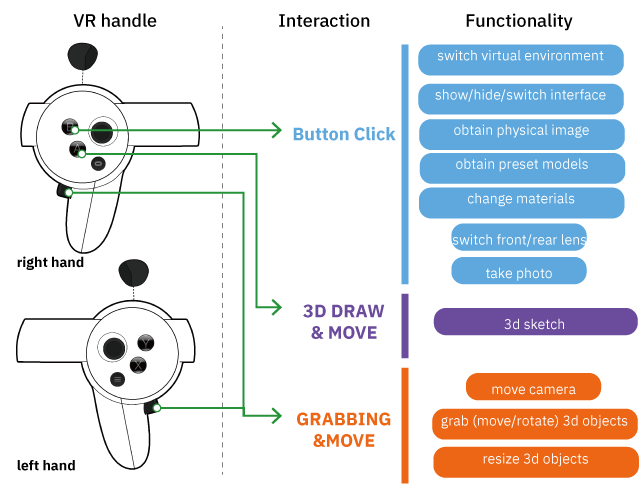 VR handle
Interaction
Functionality
switch virtual environment
show/hide/switch interface
B
Button Click
obtain physical image
A
obtain preset models
change materials
switch front/rear lens
right hand
take photo
3D DRAW
& MOVE
3d sketch
Y
X
move camera
GRABBING
&MOVE
grab (move/rotate) 3d objects
left hand
resize 3d objects